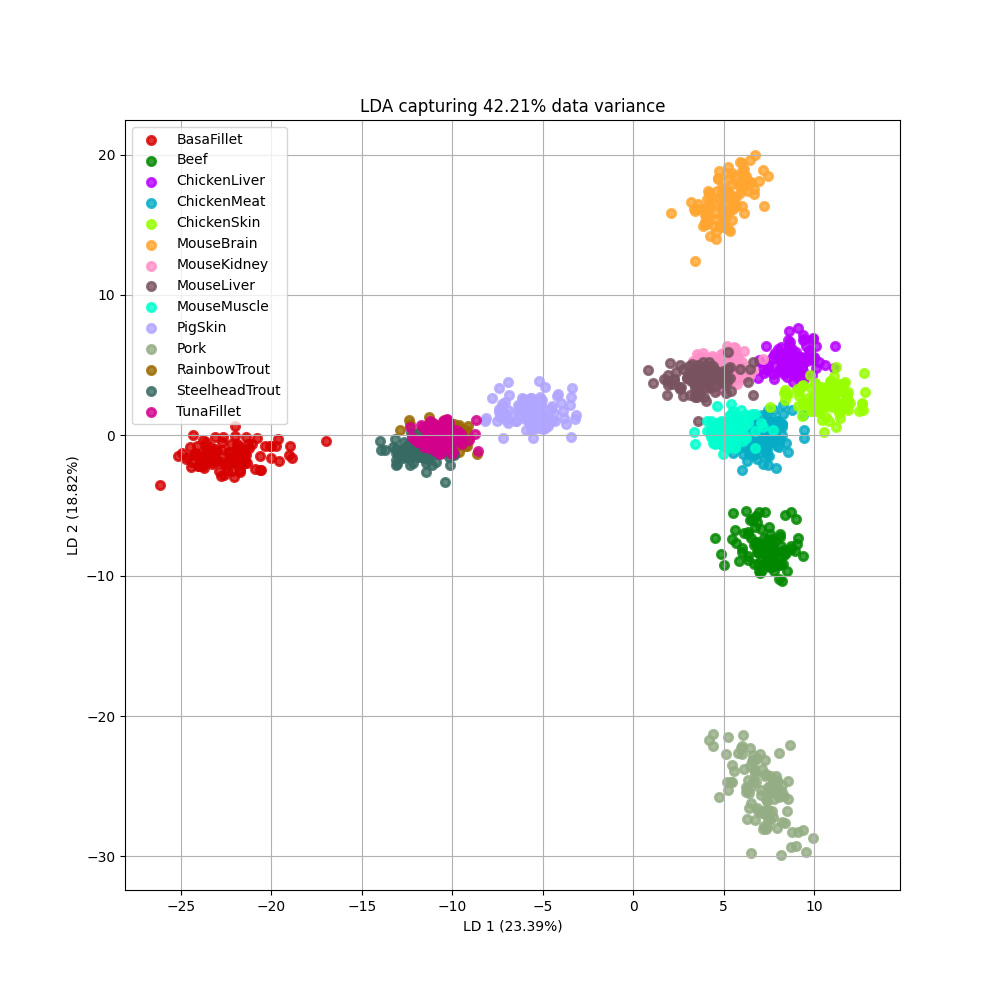 LDA capturing 42.21% data variance
BasaFillet
Beef
ChickenLiver
ChickenMeat
ChickenSkin
MouseBrain
MouseKidney
MouseLiver
MouseMuscle
PigSkin
Pork
RainbowTrout
SteelheadTrout
TunaFillet
20
10
0
−10
−20
−30
LD 2 (18.82%)
−25 −20 −15 −10 −5 0 5 10
LD 1 (23.39%)